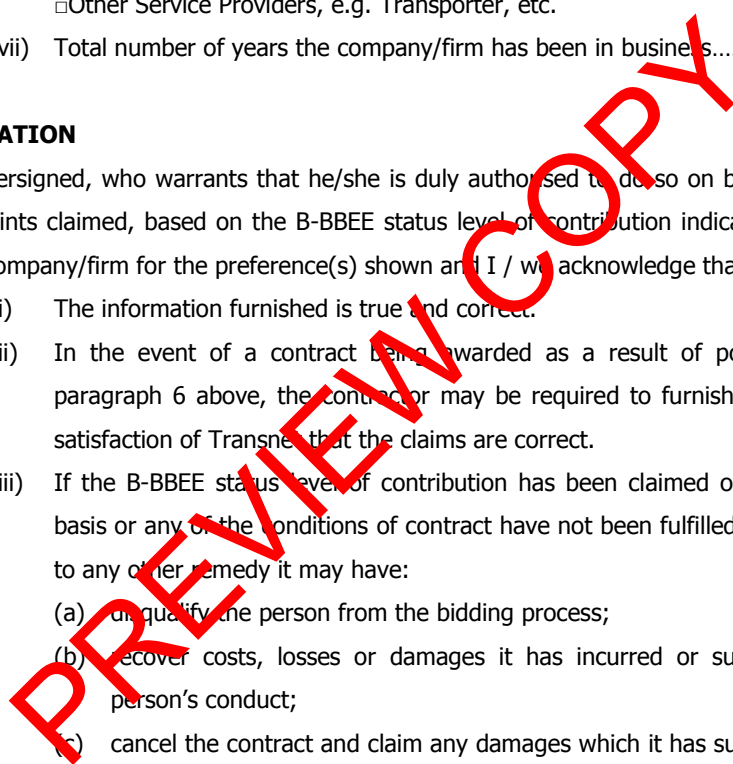 □Other Service Providers, e.g. Transporter, etc.
vii) Total number of years the company/firm has been in business….
ATION
ersigned, who warrants that he/she is duly authorised to do so on b
ints claimed, based on the B-BBEE status level of contribution indica
ompany/firm for the preference(s) shown and I / we acknowledge tha
i) The information furnished is true and correct.
ii) In the event of a contract being awarded as a result of po
paragraph 6 above, the contractor may be required to furnish
satisfaction of Transnet that the claims are correct.
iii) If the B-BBEE status level of contribution has been claimed o
basis or any of the conditions of contract have not been fulfilled
to any other remedy it may have:
(a) disqualify the person from the bidding process;
(b) recover costs, losses or damages it has incurred or su
person's conduct;
(c) cancel the contract and claim any damages which it has su
PREVIEW COPY